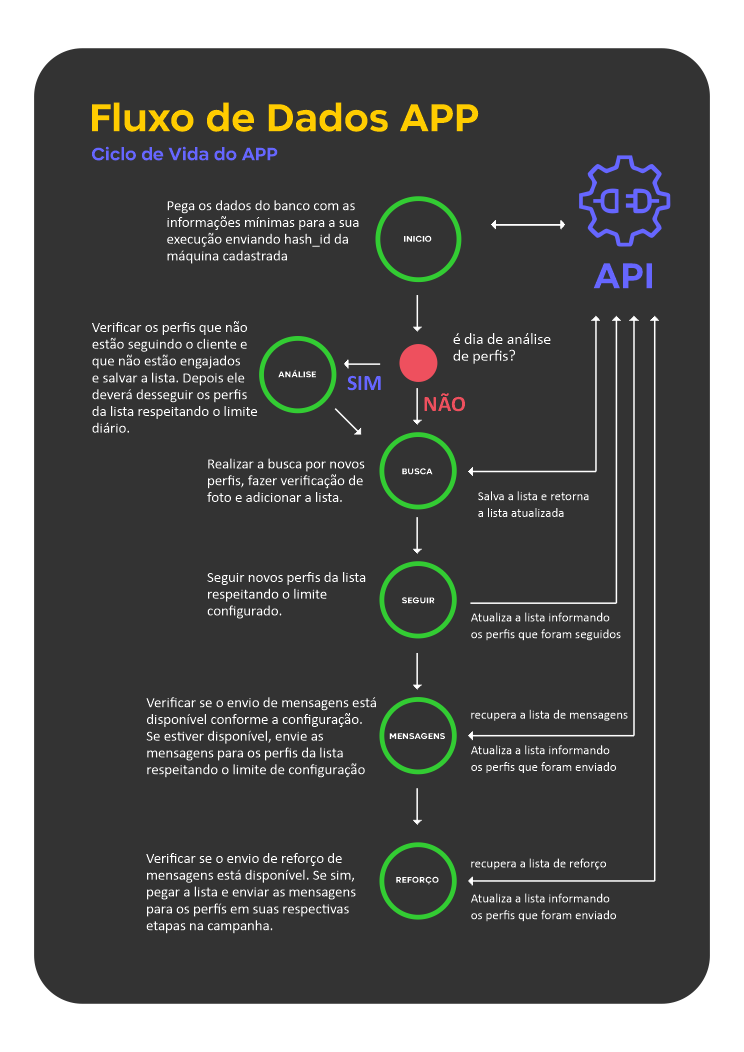 Fluxo de Dados APP
Ciclo de Vida do APP
Pega os dados do banco com as
informações mínimas para a sua
execução enviando hash_id da
máquina cadastrada
INICIO
API
Verificar os perfis que não
estão seguindo o cliente e
que não estão engajados
e salvar a lista. Depois ele
deverá desseguir os perfis
da lista respeitando o limite
diário.
ANÁLISE
SIM
é dia de análise
de perfis?
NÃO
Realizar a busca por novos
perfis, fazer verificação de
foto e adicionar a lista.
BUSCA
Salva a lista e retorna
a lista atualizada
Seguir novos perfis da lista
respeitando o limite
configurado.
SEGUIR
Atualiza a lista informando
os perfis que foram seguidos
Verificar se o envio de mensagens está
disponível conforme a configuração.
Se estiver disponível, envie as
mensagens para os perfis da lista
respeitando o limite de configuração
MENSAGENS
recupera a lista de mensagens
Atualiza a lista informando
os perfis que foram enviado
Verificar se o envio de reforço de
mensagens está disponível. Se sim,
pegar a lista e enviar as mensagens
para os perfís em suas respectivas
etapas na campanha.
REFORÇO
recupera a lista de reforço
Atualiza a lista informando
os perfis que foram enviado